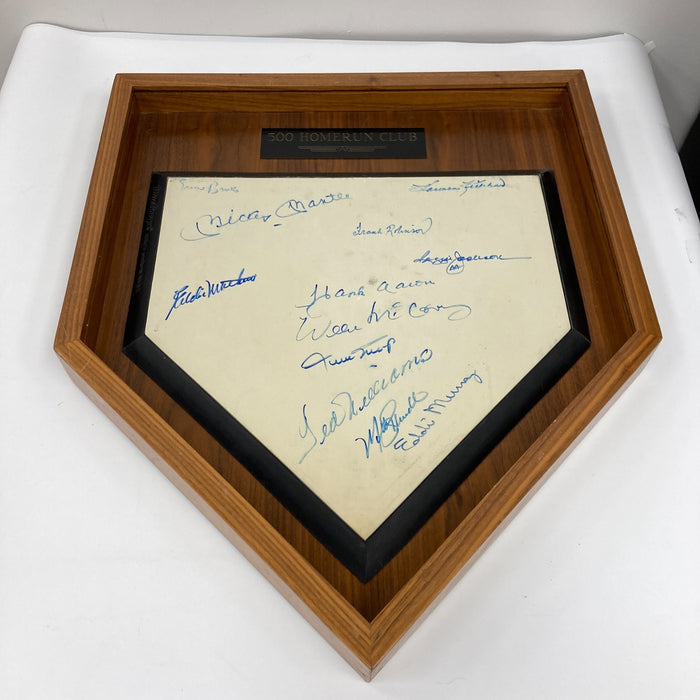 500 HOMERUN CLUB
Ernie Banks
Harmon Killebrew
Mickey Mantle
Frank Robinson
Reggie Jackson
Eddie Mathews
Hank Aaron
Willie McCovey
Willie Mays
Ted Williams
Mike Schmidt
Eddie Murray